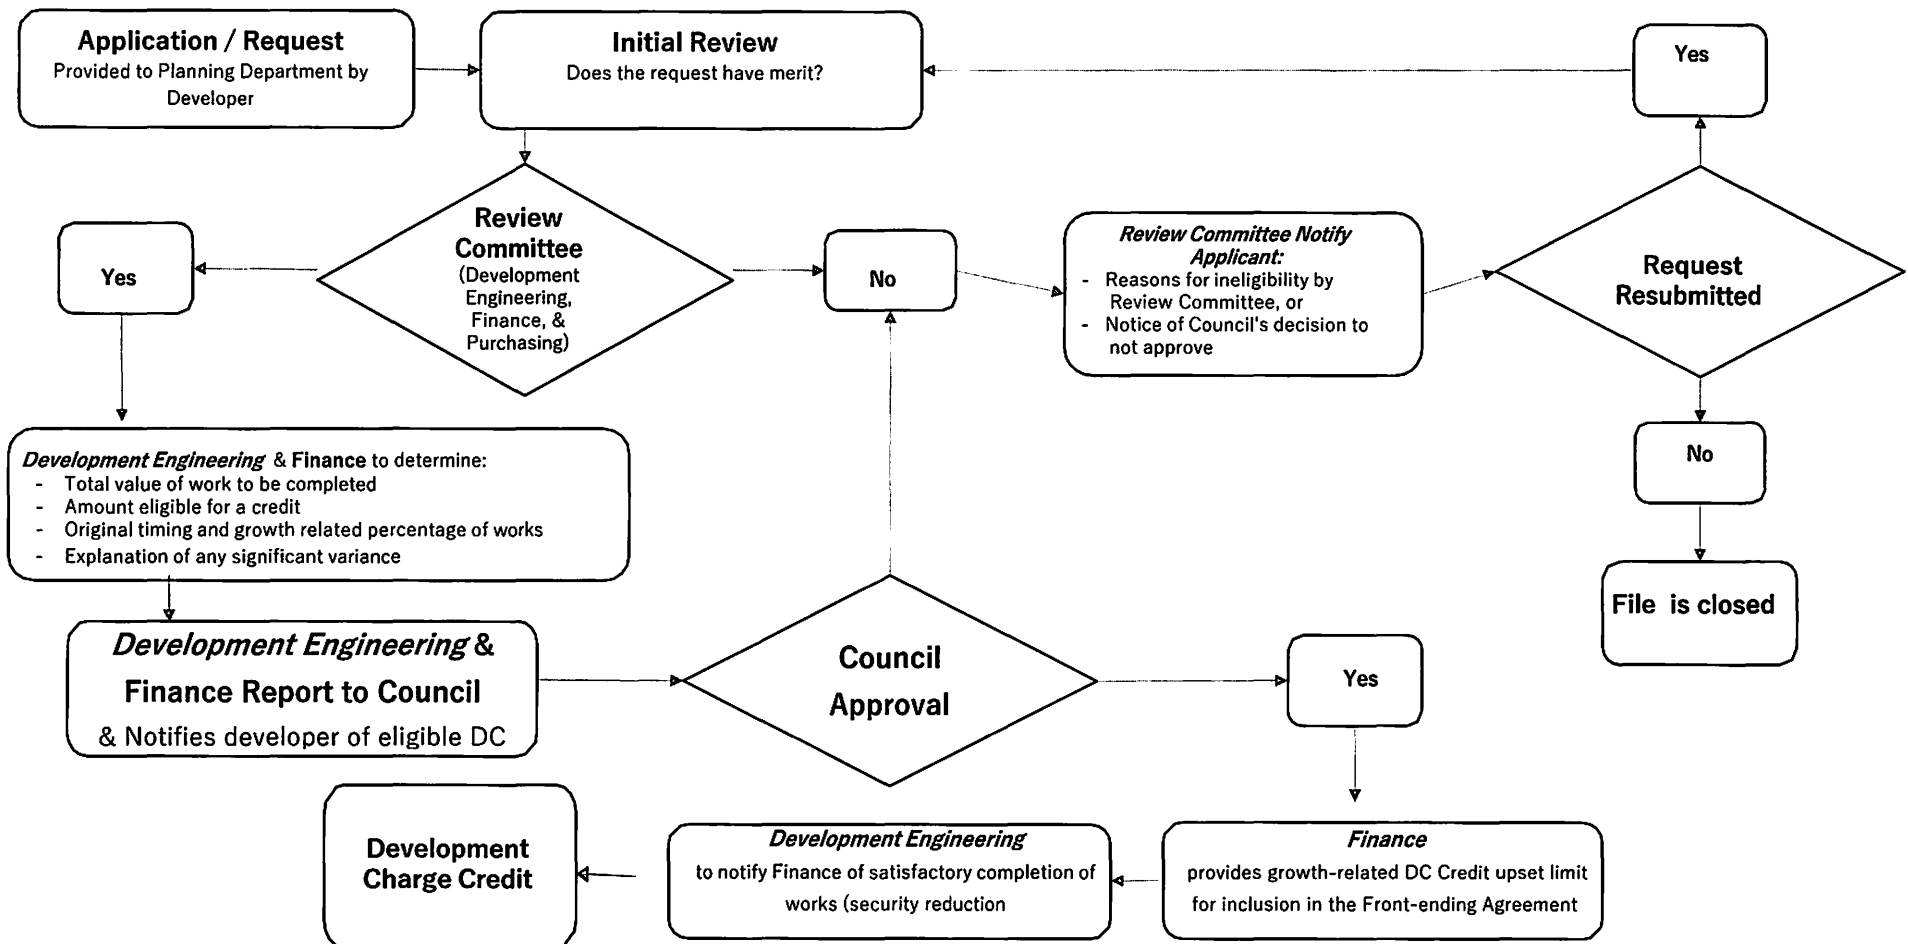 Application / Request
Provided to Planning Department by
Developer
Initial Review
Does the request have merit?
Yes
Review
Committee
(Development
Engineering,
Finance, &
Purchasing)
Yes
No
Review Committee Notify
Applicant:
- Reasons for ineligibility by
Review Committee, or
- Notice of Council's decision to
not approve
Request
Resubmitted
No
File is closed
Development Engineering & Finance to determine:
- Total value of work to be completed
- Amount eligible for a credit
- Original timing and growth related percentage of works
- Explanation of any significant variance
Development Engineering &
Finance Report to Council
& Notifies developer of eligible DC
Council
Approval
Yes
Finance
provides growth-related DC Credit upset limit
for inclusion in the Front-ending Agreement
Development Engineering
to notify Finance of satisfactory completion of
works (security reduction
Development
Charge Credit